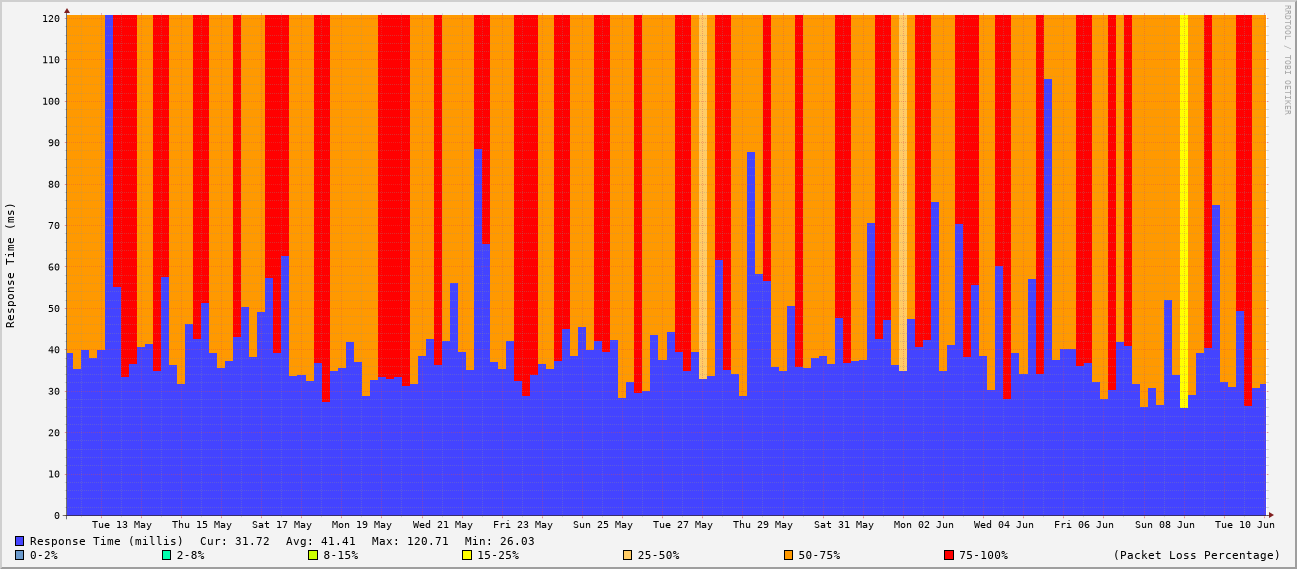 RRDTOOL / TOBI OETIKER
Response Time (ms)
120
110
100
90
80
70
60
50
40
30
20
10
0
Tue 13 May Thu 15 May Sat 17 May Mon 19 May Wed 21 May Fri 23 May Sun 25 May Tue 27 May Thu 29 May Sat 31 May Mon 02 Jun Wed 04 Jun Fri 06 Jun Sun 08 Jun Tue 10 Jun
Response Time (millis) Cur: 31.72 Avg: 41.41 Max: 120.71 Min: 26.03
0-2% 2-8% 8-15% 15-25% 25-50% 50-75% 75-100% (Packet Loss Percentage)